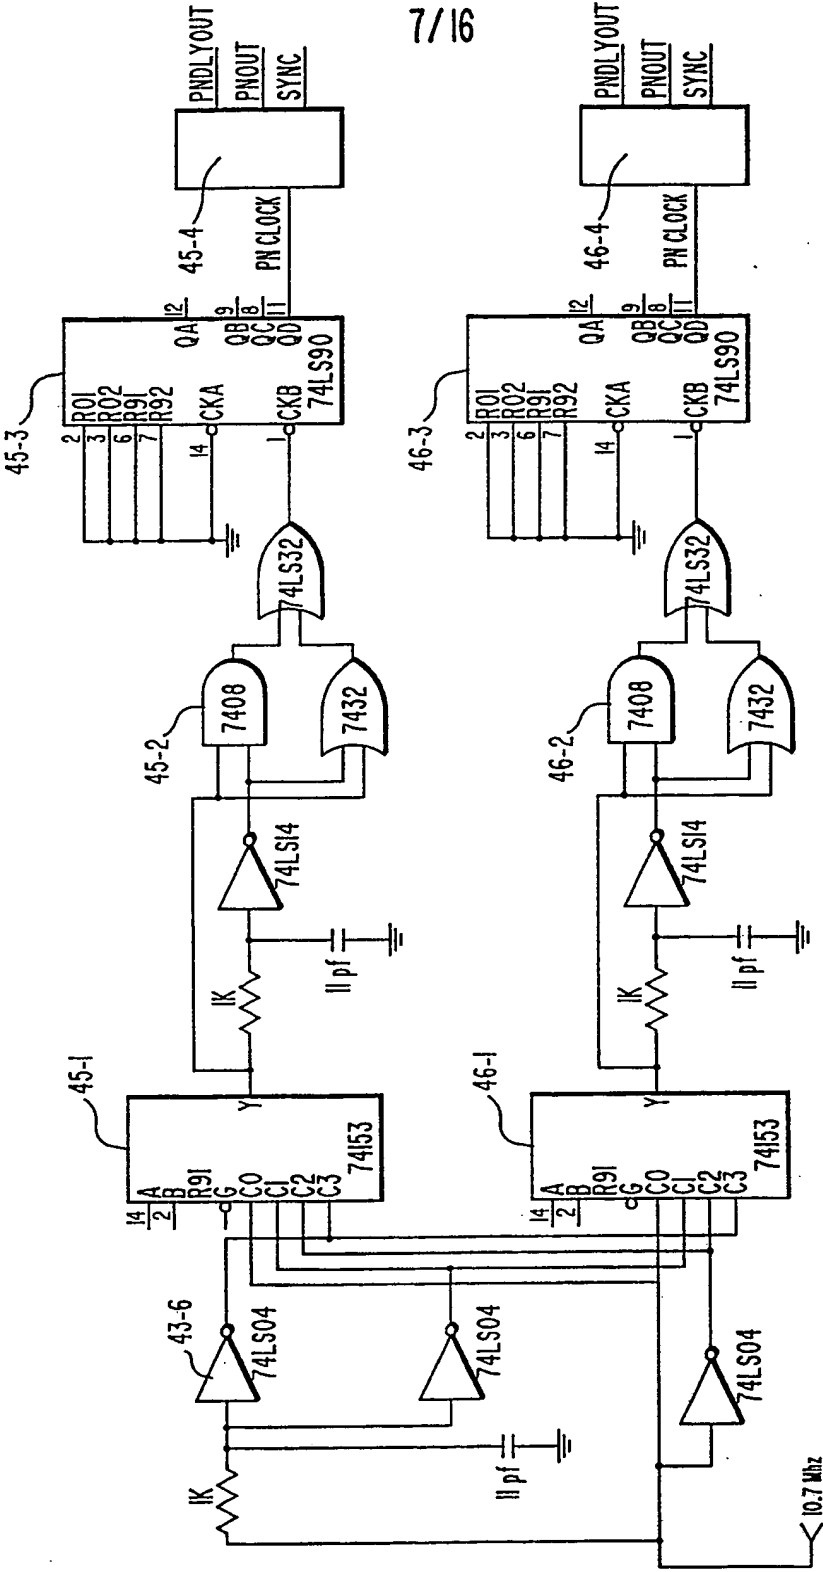 7/16
PNDLYOUT
PNOUT
SYNC
45-4
PN CLOCK
12
9
8
11
QA
QB
QC
QD
74LS90
45-3
2
3
6
7
14
1
R01
R02
R91
R92
CKA
CKB
74LS32
45-2
7408
7432
74LS14
1K
11 pf
45-1
Y
74153
14
2
A
B
R91
G
C0
C1
C2
C3
PNDLYOUT
PNOUT
SYNC
46-4
PN CLOCK
12
9
8
11
QA
QB
QC
QD
74LS90
46-3
2
3
6
7
14
1
R01
R02
R91
R92
CKA
CKB
74LS32
46-2
7408
7432
74LS14
1K
11 pf
46-1
Y
74153
14
2
A
B
R91
G
C0
C1
C2
C3
43-6
74LS04
74LS04
74LS04
1K
11 pf
10.7 Mhz